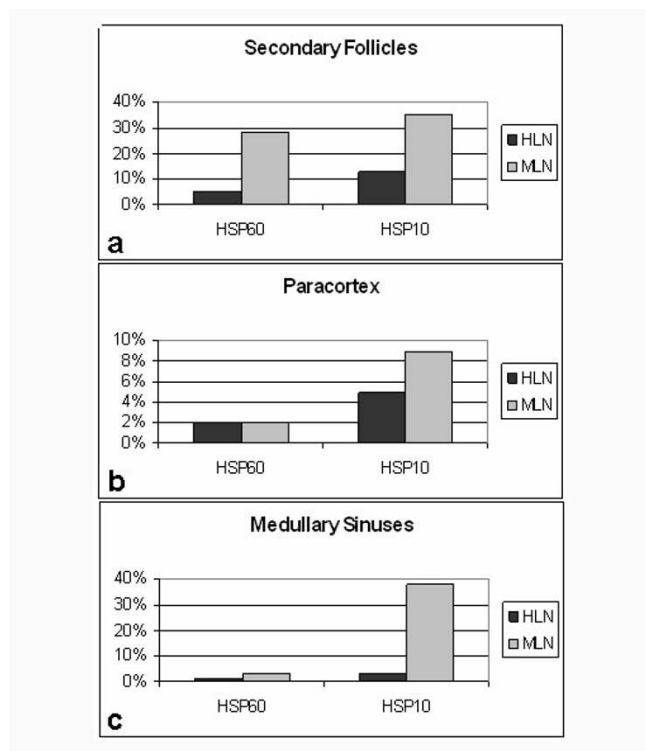 Secondary Follicles
40%
30%
20%
10%
0%
HSP60 HSP10
HLN
MLN
a
Paracortex
10%
8%
6%
4%
2%
0%
HSP60 HSP10
HLN
MLN
b
Medullary Sinuses
40%
30%
20%
10%
0%
HSP60 HSP10
HLN
MLN
c